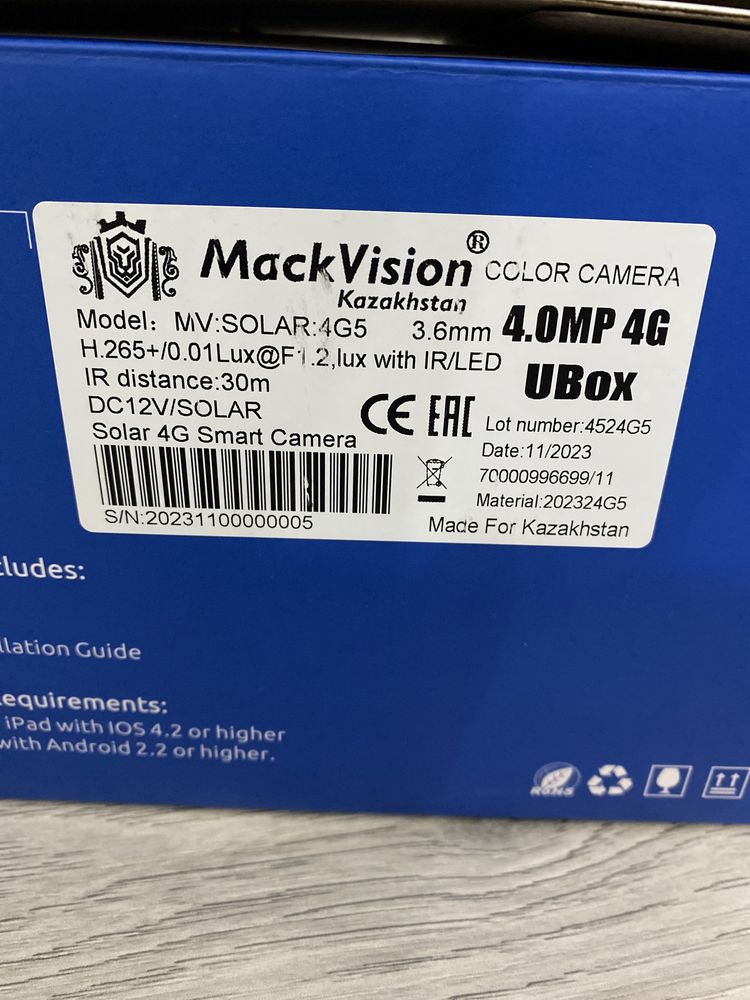 MackVision® COLOR CAMERA
Kazakhstan
Model: MV:SOLAR:4G5 3.6mm 4.0MP 4G
H.265+/0.01Lux@F1.2,lux with IR/LED
UBox
IR distance:30m
DC12V/SOLAR
CE EAC
Lot number:4524G5
Solar 4G Smart Camera
Date:11/2023
70000996699/11
Material:202324G5
S/N:20231100000005
Made For Kazakhstan
cludes:
llation Guide
equirements:
iPad with IOS 4.2 or higher
with Android 2.2 or higher.
ROHS